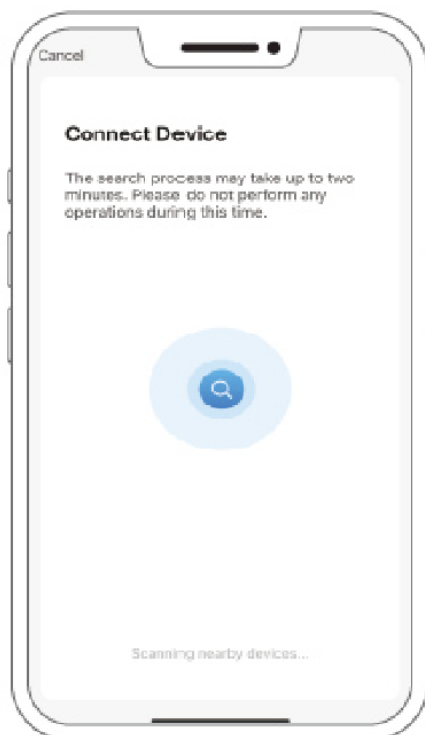 Cancel
Connect Device
The search process may take up to two
minutes. Please do not perform any
operations during this time.
Scanning nearby devices...